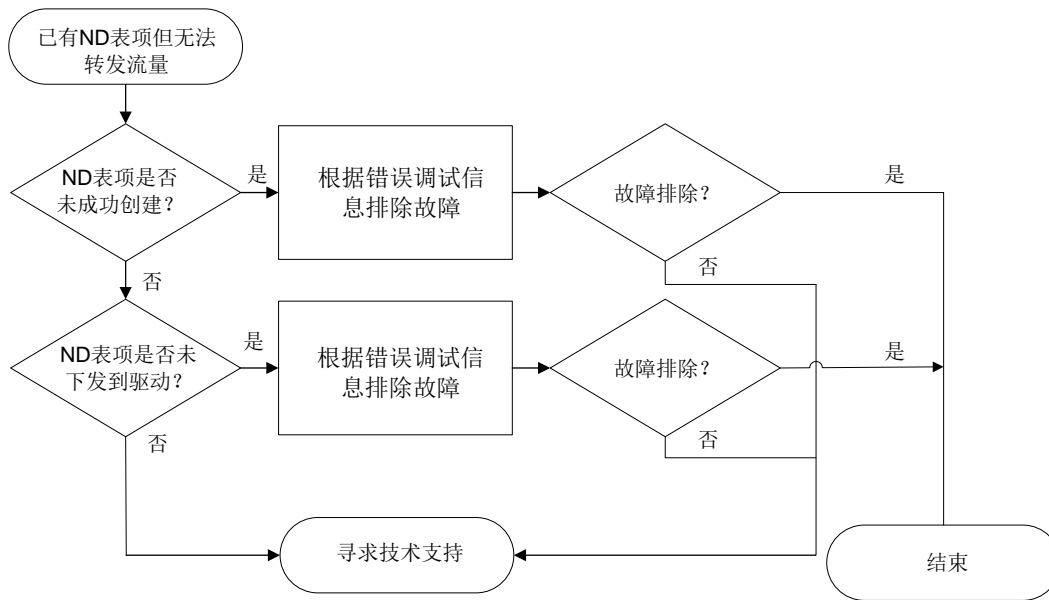 已有ND表项但无法
转发流量
ND表项是否
未成功创建？
是
根据错误调试信
息排除故障
故障排除？
是
否
否
ND表项是否未
下发到驱动？
是
根据错误调试信
息排除故障
故障排除？
是
否
否
寻求技术支持
结束